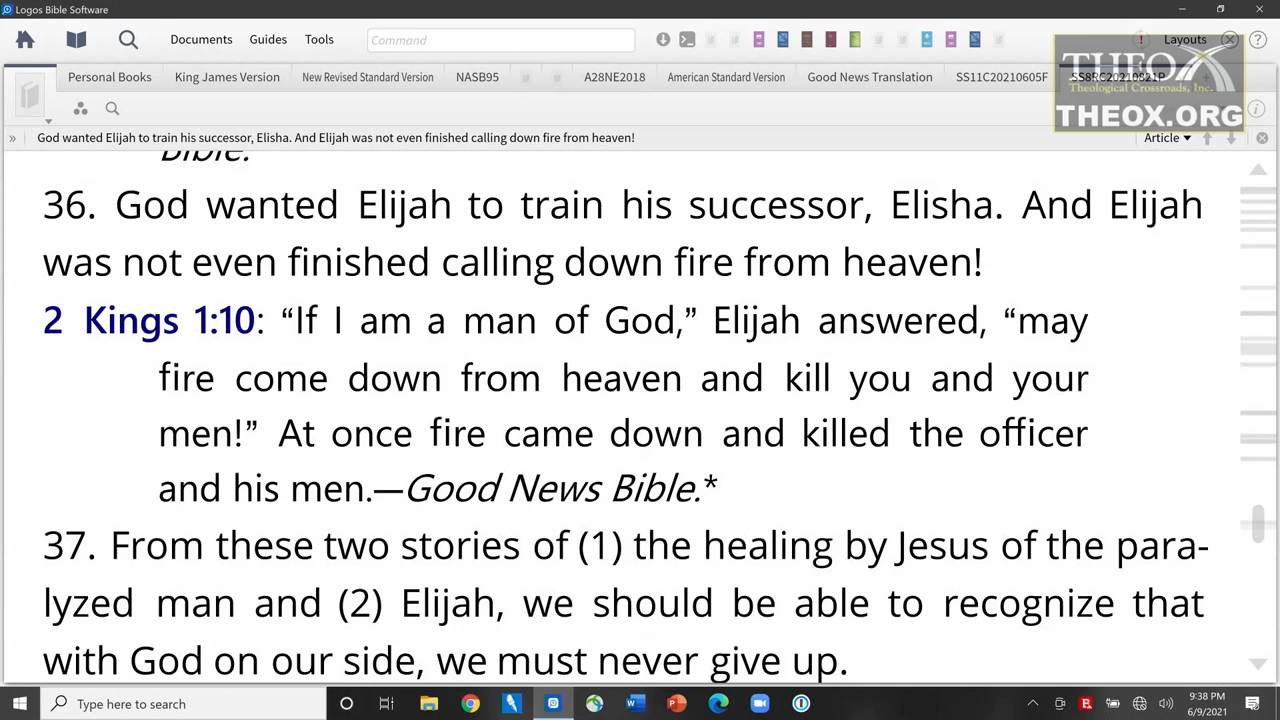 Logos Bible Software
Documents Guides Tools Command Layouts
Personal Books King James Version New Revised Standard Version NASB95 A28NE2018 American Standard Version Good News Translation SS11C20210605F SS8RC20210821P
THEOX
Theological Crossroads, Inc.
THEOX.ORG
God wanted Elijah to train his successor, Elisha. And Elijah was not even finished calling down fire from heaven! Article
Bible.
36. God wanted Elijah to train his successor, Elisha. And Elijah
was not even finished calling down fire from heaven!
2 Kings 1:10: “If I am a man of God,” Elijah answered, “may
fire come down from heaven and kill you and your
men!” At once fire came down and killed the officer
and his men.—Good News Bible.*
37. From these two stories of (1) the healing by Jesus of the para-
lyzed man and (2) Elijah, we should be able to recognize that
with God on our side, we must never give up.
Type here to search
9:38 PM
6/9/2021